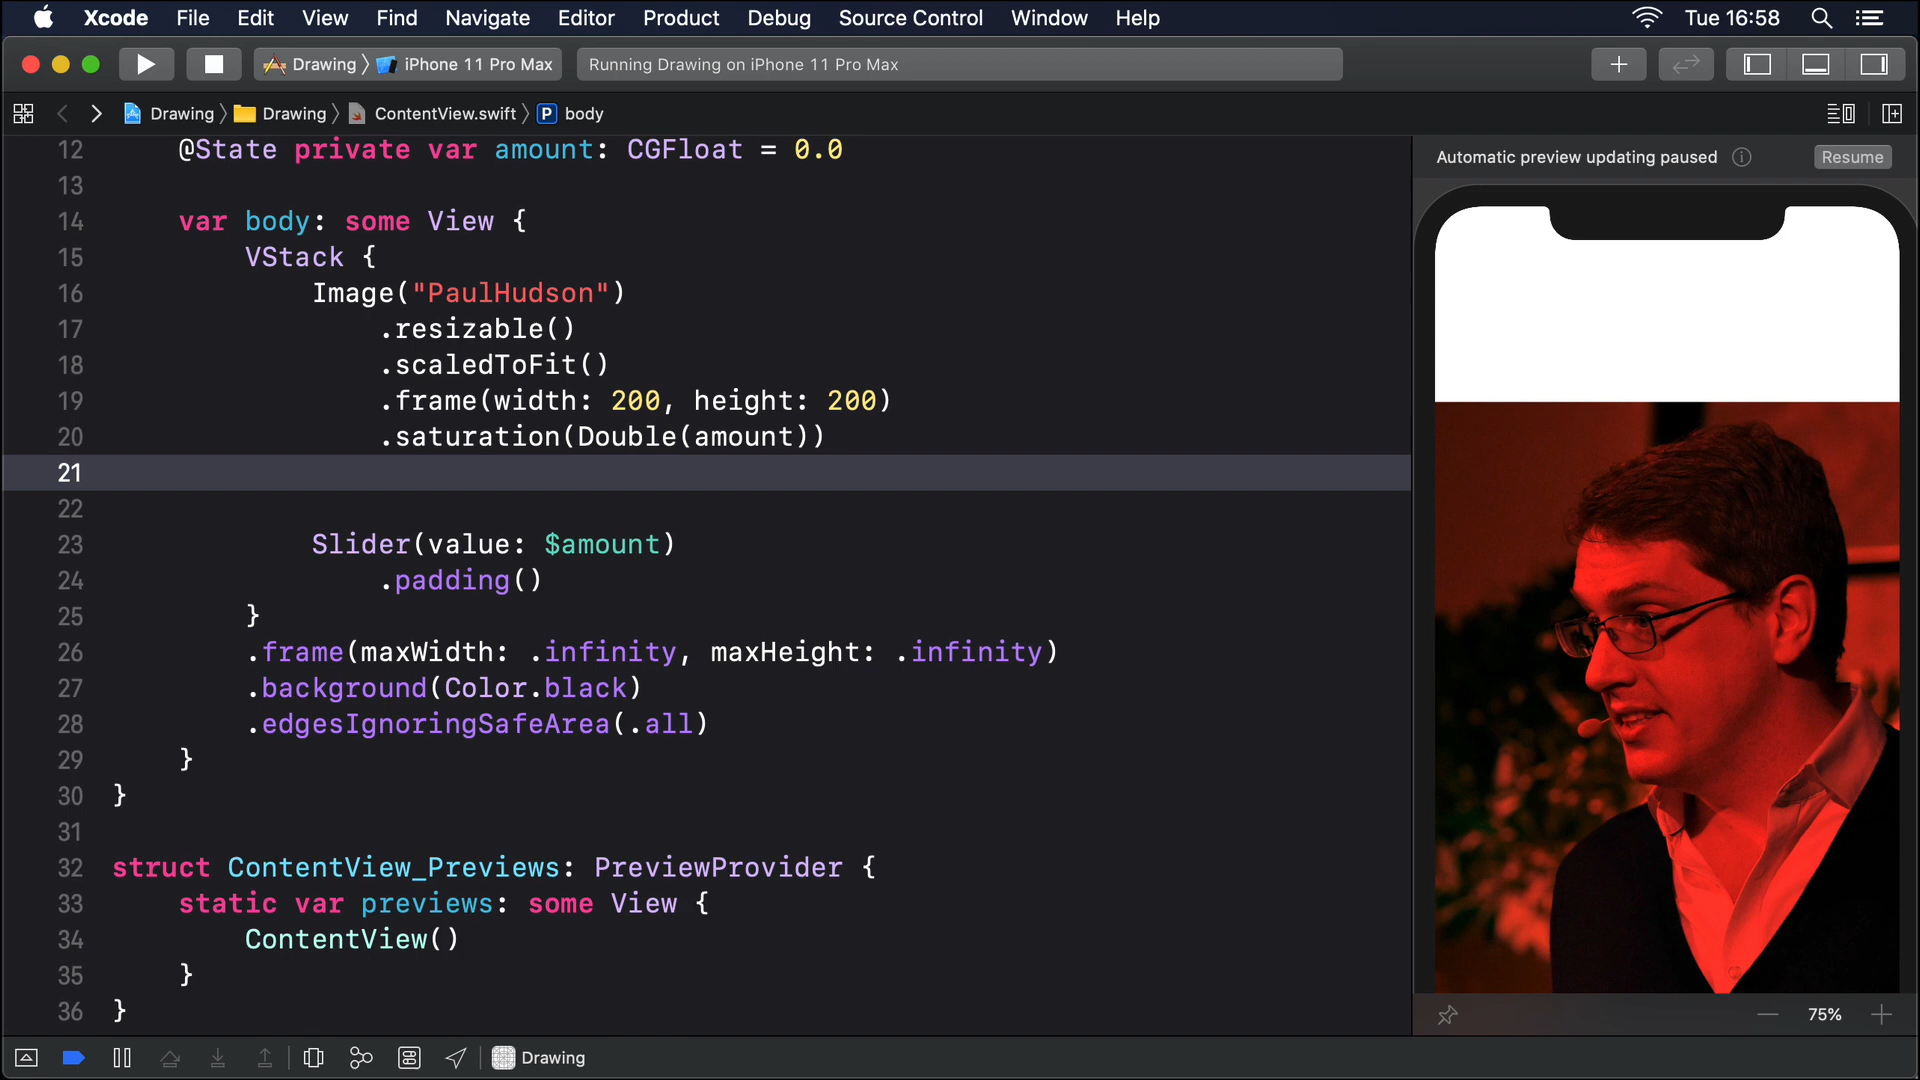 Xcode File Edit View Find Navigate Editor Product Debug Source Control Window Help Tue 16:58
Drawing iPhone 11 Pro Max Running Drawing on iPhone 11 Pro Max
Drawing Drawing ContentView.swift P body
Automatic preview updating paused Resume
12 @State private var amount: CGFloat = 0.0
13
14 var body: some View {
15 VStack {
16 Image("PaulHudson")
17 .resizable()
18 .scaledToFit()
19 .frame(width: 200, height: 200)
20 .saturation(Double(amount))
21
22
23 Slider(value: $amount)
24 .padding()
25 }
26 .frame(maxWidth: .infinity, maxHeight: .infinity)
27 .background(Color.black)
28 .edgesIgnoringSafeArea(.all)
29 }
30 }
31
32 struct ContentView_Previews: PreviewProvider {
33 static var previews: some View {
34 ContentView()
35 }
36 }
75%
Drawing